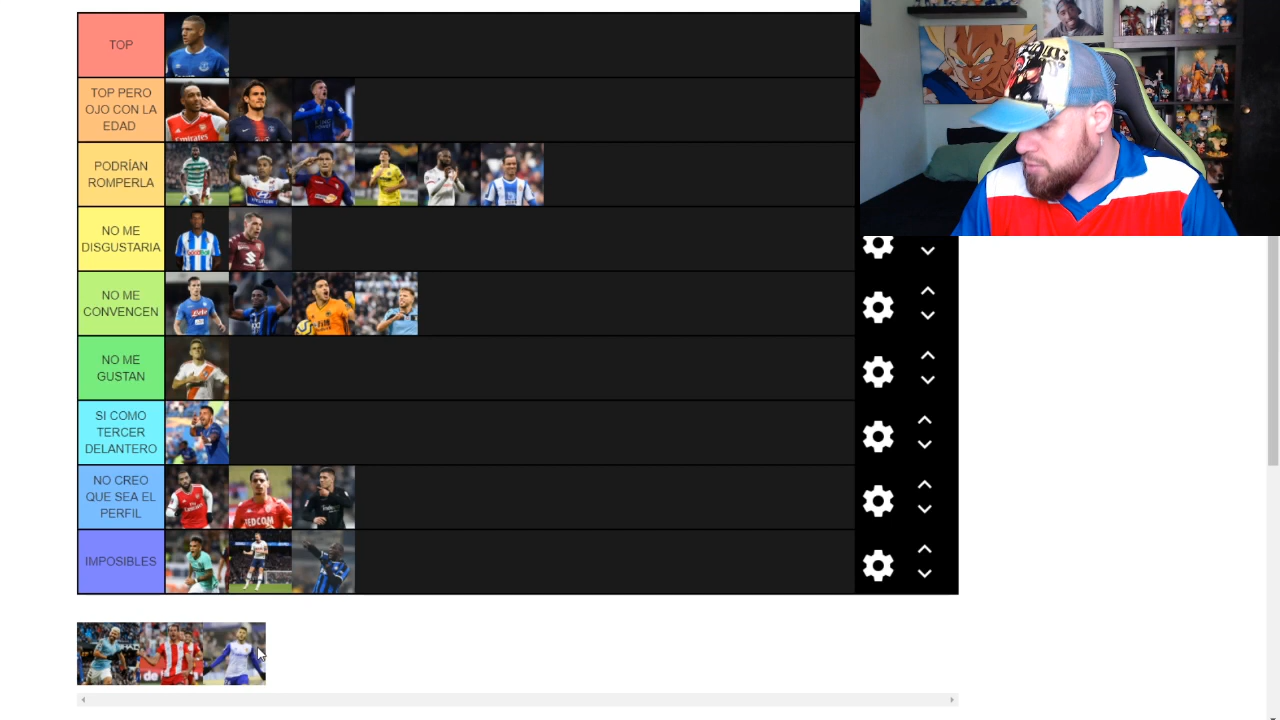 TOP
TOP PERO
OJO CON LA
EDAD
PODRÍAN
ROMPERLA
NO ME
DISGUSTARIA
NO ME
CONVENCEN
NO ME
GUSTAN
SI COMO
TERCER
DELANTERO
NO CREO
QUE SEA EL
PERFIL
IMPOSIBLES